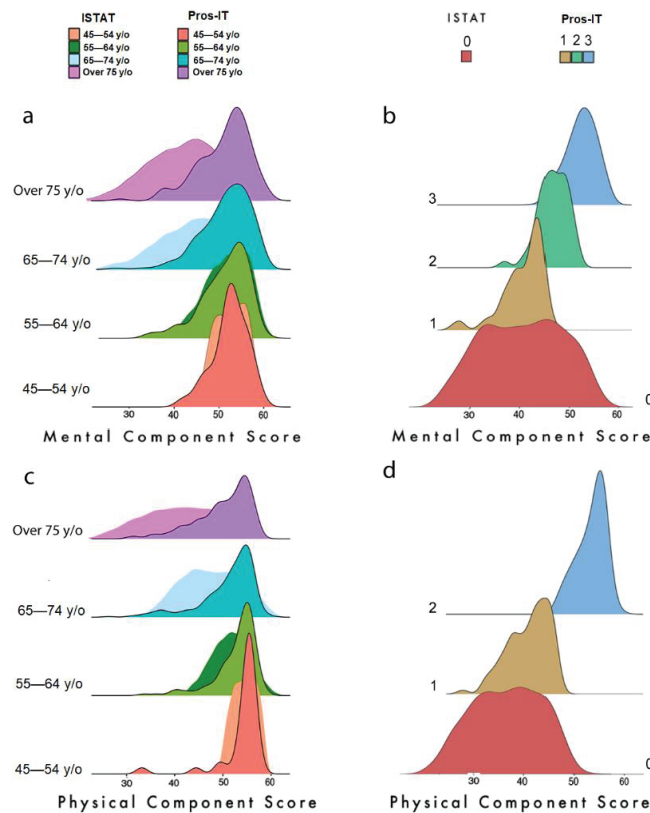 ISTAT Pros-IT
45—54 y/o 45—54 y/o
55—64 y/o 55—64 y/o
65—74 y/o 65—74 y/o
Over 75 y/o Over 75 y/o
ISTAT Pros-IT
0 1 2 3
a
Over 75 y/o
65—74 y/o
55—64 y/o
45—54 y/o
30 40 50 60
Mental Component Score
b
3
2
1
0
30 40 50 60
Mental Component Score
c
Over 75 y/o
65—74 y/o
55—64 y/o
45—54 y/o
30 40 50 60
Physical Component Score
d
2
1
0
30 40 50 60
Physical Component Score